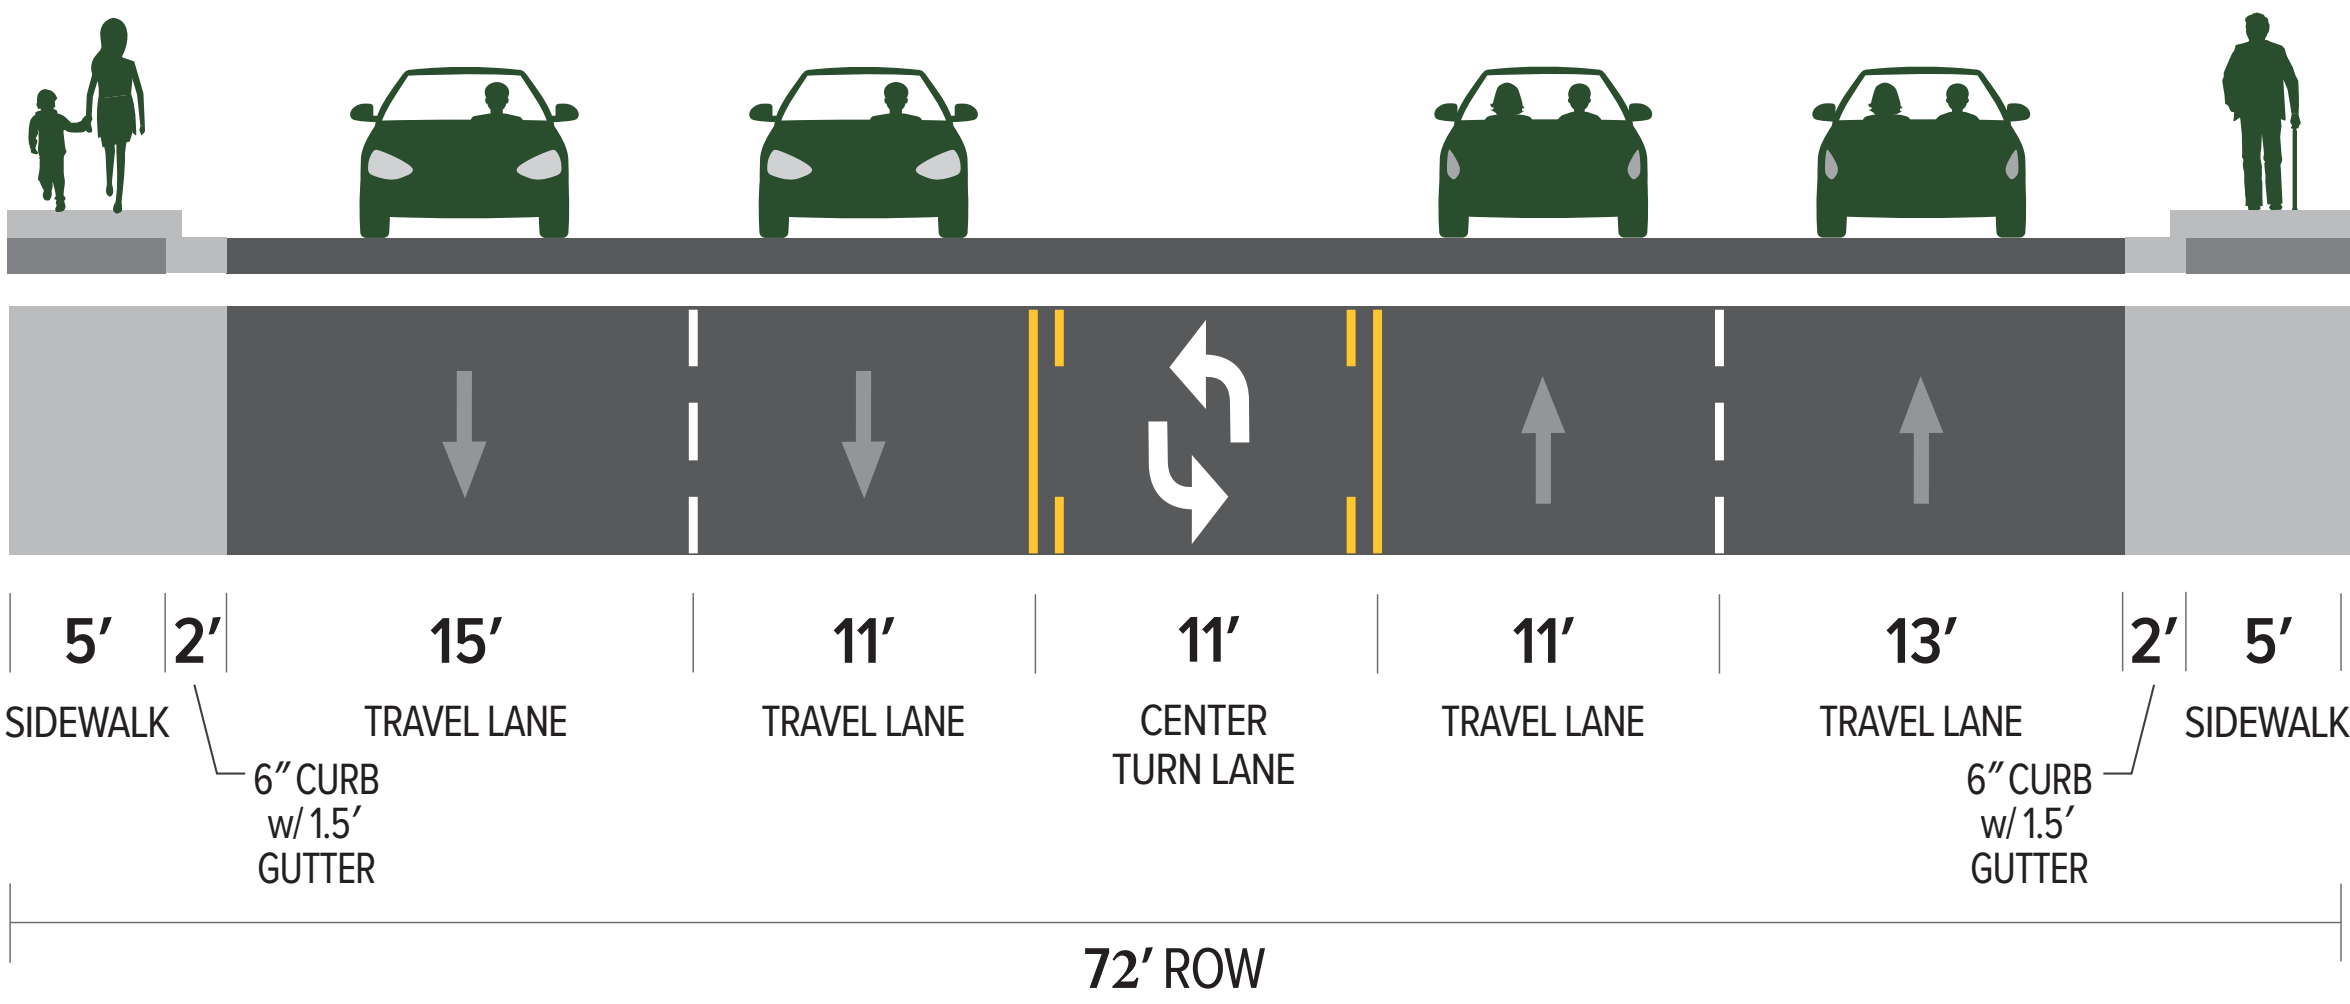 5′ 2′ 15′ 11′ 11′ 11′ 13′ 2′ 5′
SIDEWALK TRAVEL LANE TRAVEL LANE CENTER TRAVEL LANE TRAVEL LANE SIDEWALK
TURN LANE
6″ CURB 6″ CURB
w/ 1.5′ w/ 1.5′
GUTTER GUTTER
72′ ROW